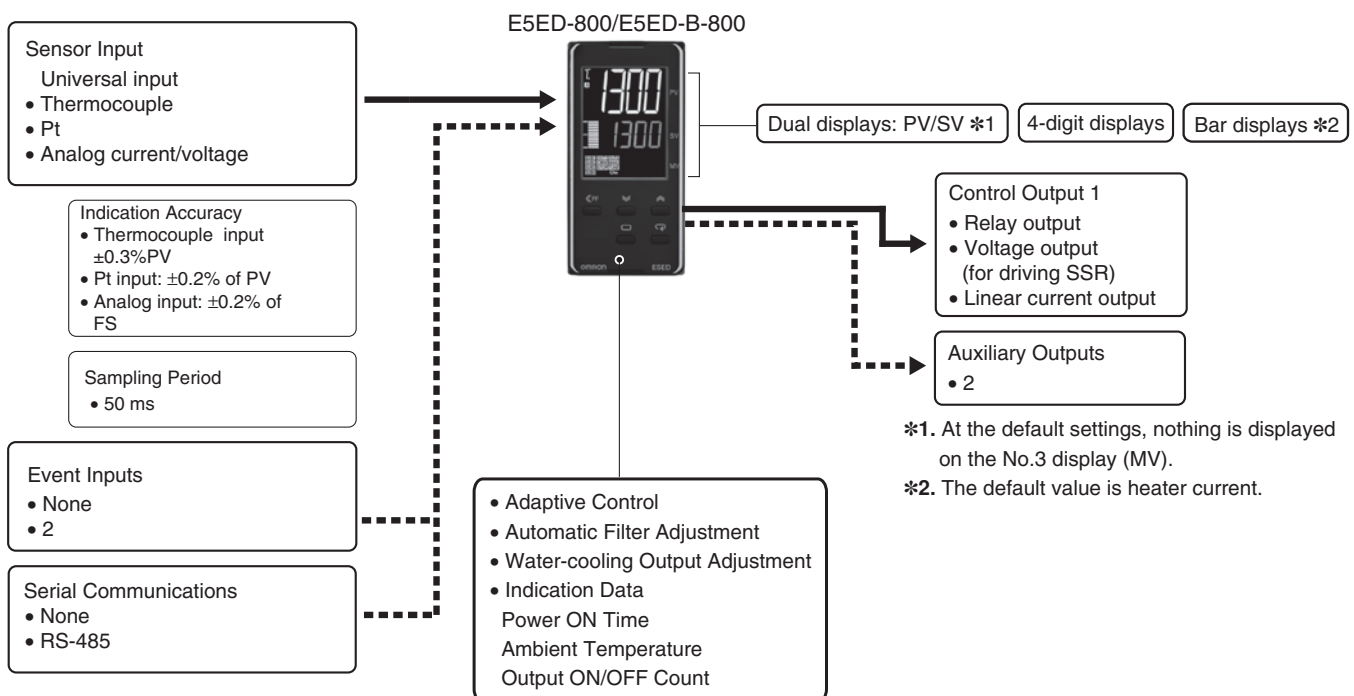 E5ED-800/E5ED-B-800
Sensor Input
Universal input
• Thermocouple
• Pt
• Analog current/voltage
Indication Accuracy
• Thermocouple input
±0.3%PV
• Pt input: ±0.2% of PV
• Analog input: ±0.2% of
FS
Sampling Period
• 50 ms
Event Inputs
• None
• 2
Serial Communications
• None
• RS-485
1300
PV
1300
SV
MV
PF
OMRON
E5ED
• Adaptive Control
• Automatic Filter Adjustment
• Water-cooling Output Adjustment
• Indication Data
Power ON Time
Ambient Temperature
Output ON/OFF Count
Dual displays: PV/SV ✻1
4-digit displays
Bar displays ✻2
Control Output 1
• Relay output
• Voltage output
(for driving SSR)
• Linear current output
Auxiliary Outputs
• 2
✻1. At the default settings, nothing is displayed
on the No.3 display (MV).
✻2. The default value is heater current.